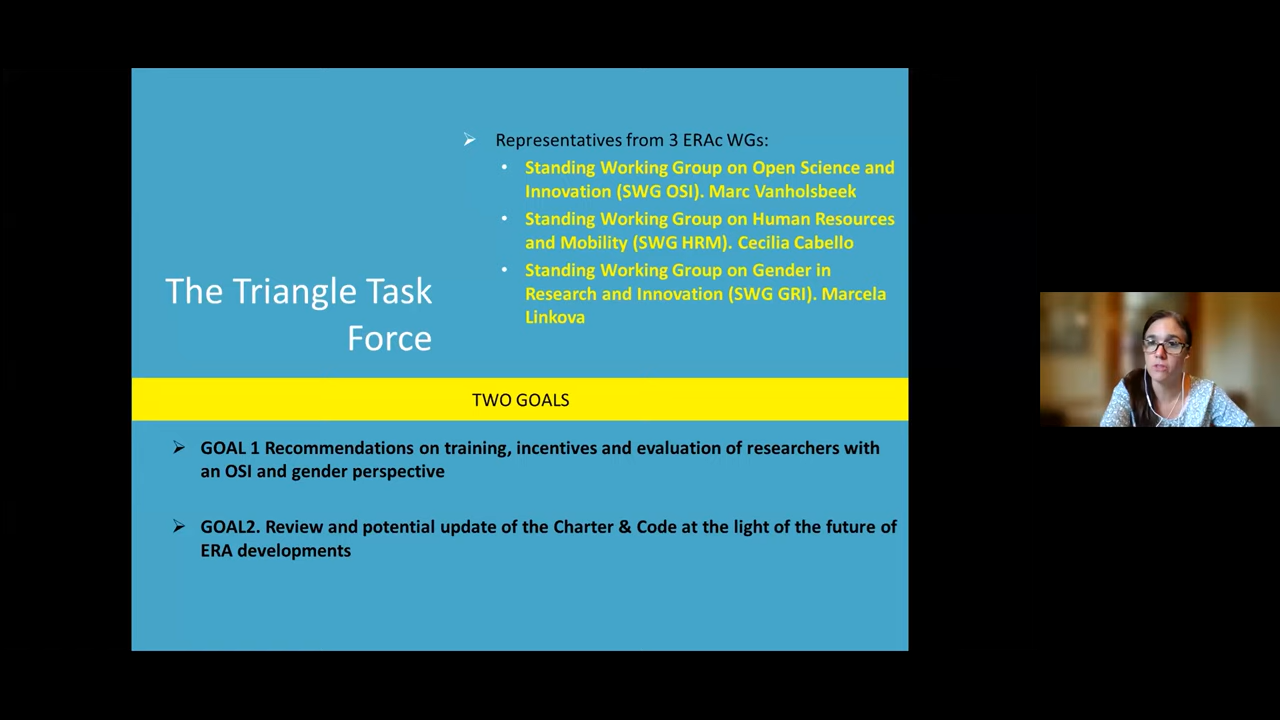 The Triangle Task
Force
Representatives from 3 ERAc WGs:
Standing Working Group on Open Science and
Innovation (SWG OSI). Marc Vanholsbeek
Standing Working Group on Human Resources
and Mobility (SWG HRM). Cecilia Cabello
Standing Working Group on Gender in
Research and Innovation (SWG GRI). Marcela
Linkova
TWO GOALS
GOAL 1 Recommendations on training, incentives and evaluation of researchers with
an OSI and gender perspective
GOAL2. Review and potential update of the Charter & Code at the light of the future of
ERA developments